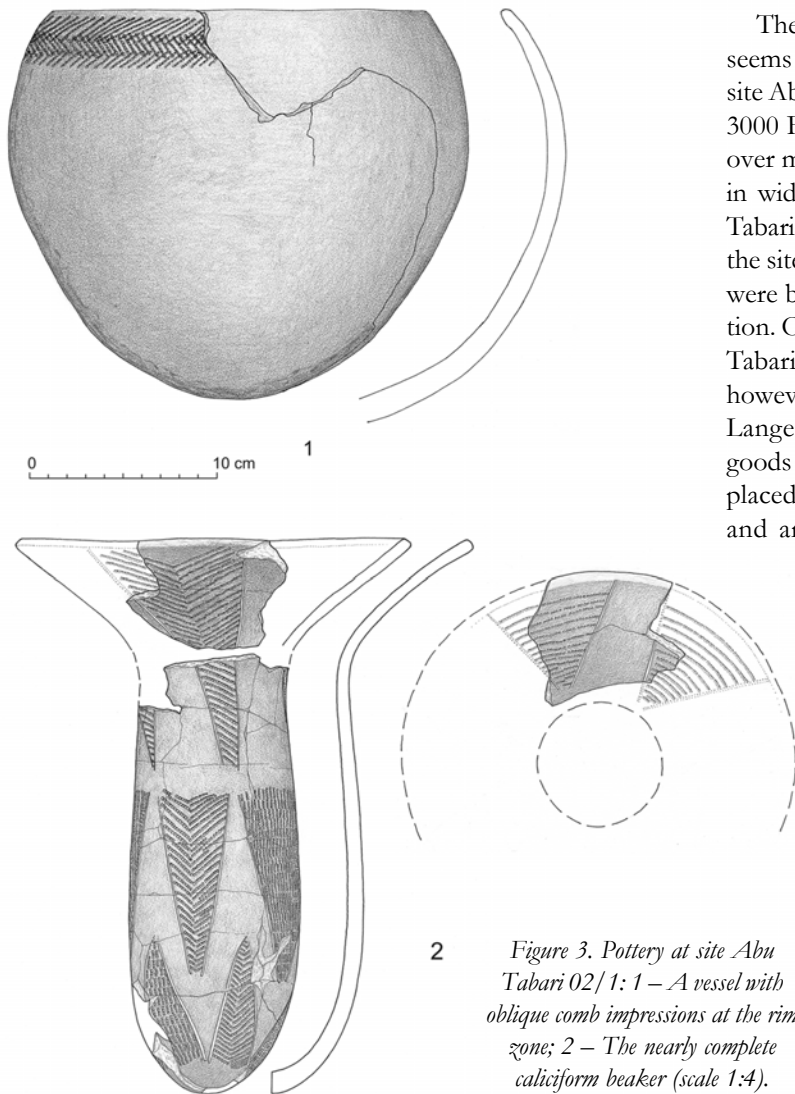 The
seems
site Ab
3000
over m
in wid
Tabari
the site
were b
tion.
Tabari
howev
Lange
goods
placed
and ar
1
0 10 cm
2
Figure 3. Pottery at site Abu
Tabari 02/1: 1 – A vessel with
oblique comb impressions at the rim
zone; 2 – The nearly complete
caliciform beaker (scale 1:4).